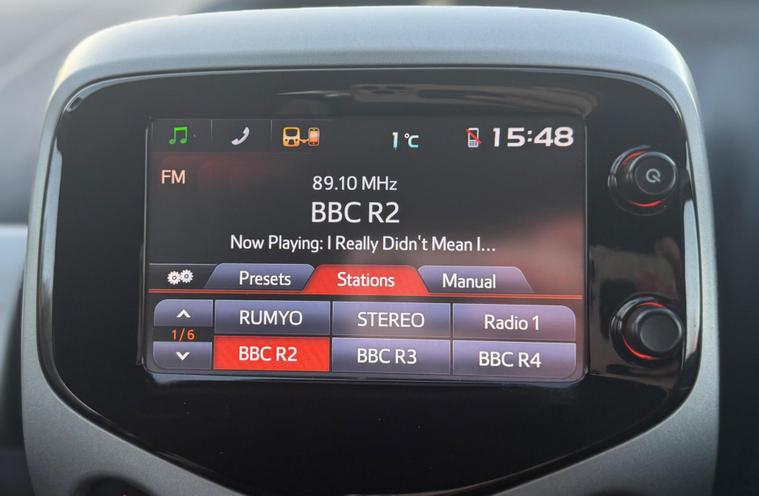 1°C 15:48
FM
89.10 MHz
BBC R2
Now Playing: I Really Didn't Mean I...
Presets Stations Manual
RUMYO STEREO Radio 1
1/6
BBC R2 BBC R3 BBC R4